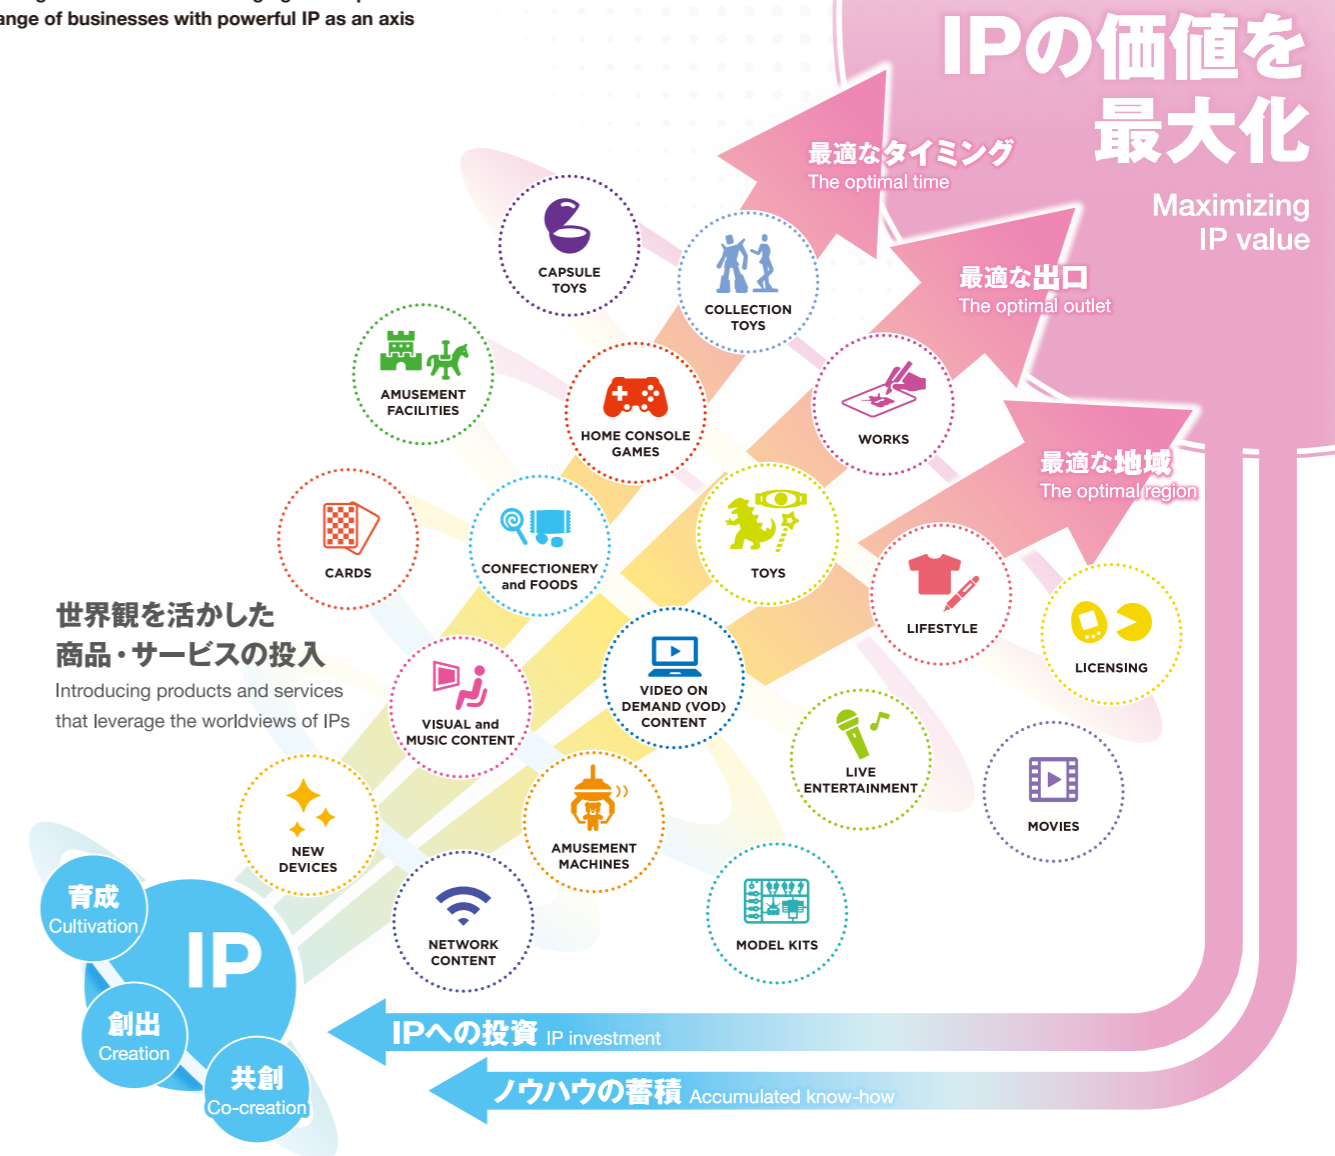 ange of businesses with powerful IP as an axis
IPの価値を
最大化
Maximizing
IP value
最適なタイミング
The optimal time
最適な出口
The optimal outlet
最適な地域
The optimal region
CAPSULE
TOYS
COLLECTION
TOYS
AMUSEMENT
FACILITIES
HOME CONSOLE
GAMES
WORKS
CARDS
CONFECTIONERY
and FOODS
TOYS
LIFESTYLE
LICENSING
世界観を活かした
商品・サービスの投入
Introducing products and services
that leverage the worldviews of IPs
VISUAL and
MUSIC CONTENT
VIDEO ON
DEMAND (VOD)
CONTENT
LIVE
ENTERTAINMENT
MOVIES
NEW
DEVICES
AMUSEMENT
MACHINES
NETWORK
CONTENT
MODEL KITS
育成
Cultivation
IP
創出
Creation
共創
Co-creation
IPへの投資 IP investment
ノウハウの蓄積 Accumulated know-how